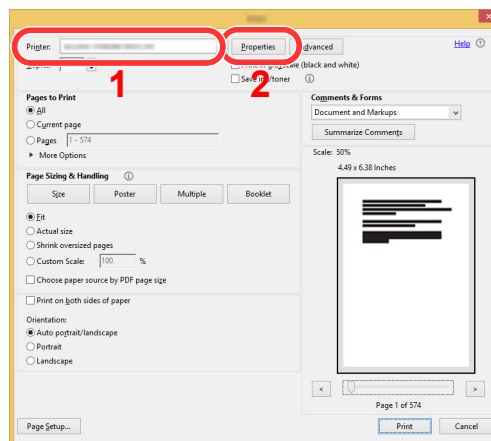 Printer:
Properties
Advanced
Help
1
2
(black and white)
Save ink/toner
Pages to Print
All
Current page
Pages
1 - 574
More Options
Comments & Forms
Document and Markups
Summarize Comments
Scale: 50%
4.49 x 6.38 Inches
Page Sizing & Handling
Size Poster Multiple Booklet
Fit
Actual size
Shrink oversized pages
Custom Scale: 100 %
Choose paper source by PDF page size
Print on both sides of paper
Orientation:
Auto portrait/landscape
Portrait
Landscape
< >
Page 1 of 574
Page Setup...
Print
Cancel